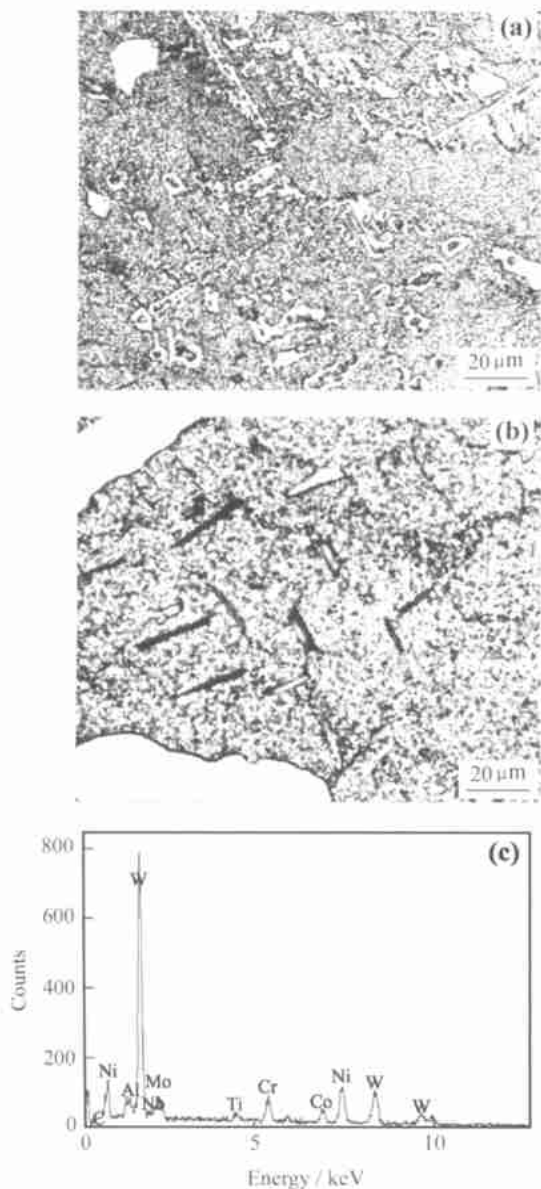 (a)
20 μm
(b)
20 μm
(c)
800
600
400
200
0
Counts
W
Ni
Al
Mo
Nb
C
Ti
Cr
Co
Ni
W
W
0
5
10
Energy / keV